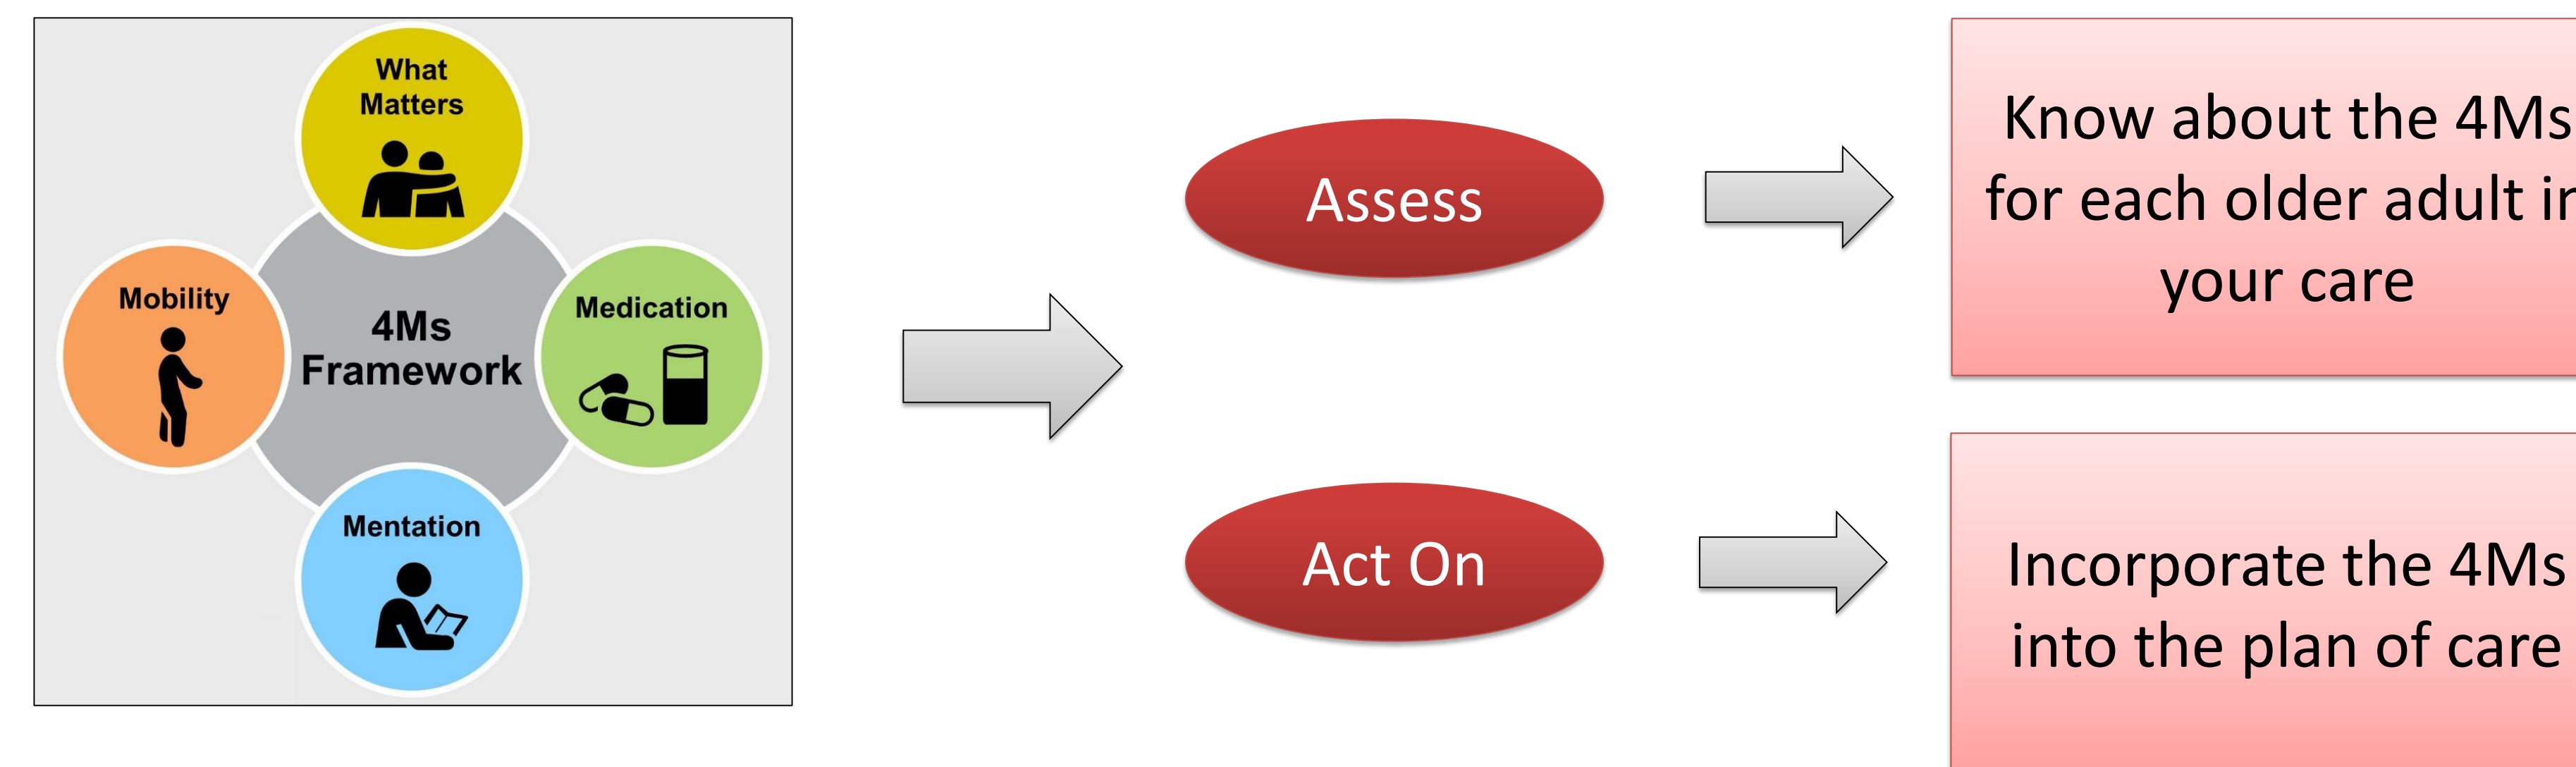 What
Matters
Mobility
4Ms
Framework
Medication
Mentation
Assess
Act On
Know about the 4Ms
for each older adult in
your care
Incorporate the 4Ms
into the plan of care